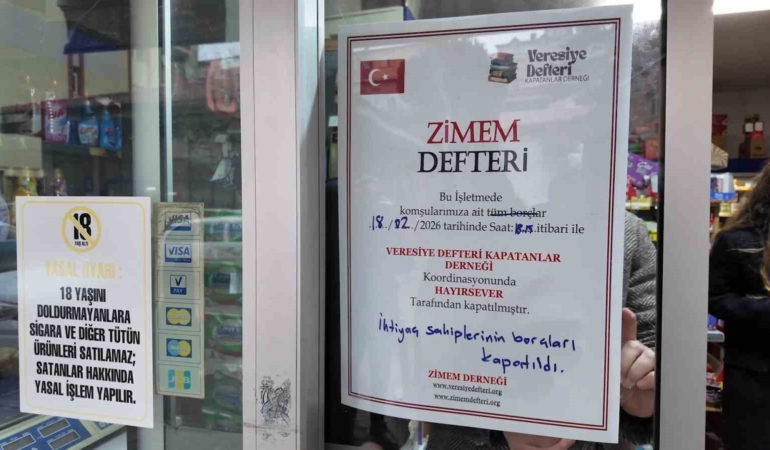 18
YASAL UYARI :
18 YAŞINI
DOLDURMAYANLARA
SİGARA VE DİĞER TÜTÜN
ÜRÜNLERİ SATILAMAZ;
SATANLAR HAKKINDA
YASAL İŞLEM YAPILIR.
VISA
VISA
V PAY
Veresiye
Defteri
KAPATANLAR DERNEĞİ
ZİMEM
DEFTERİ
Bu İşletmede
komşularımıza ait tüm borçlar
18./02../2026 tarihinde Saat: itibari ile
VERESİYE DEFTERİ KAPATANLAR
DERNEĞİ
Koordinasyonunda
HAYIRSEVER
Tarafından kapatılmıştır.
İhtiyaç sahiplerinin borçları
kapatıldı.
ZİMEM DERNEĞİ
www.veresiyedefteri.org
www.zimemdefteri.org